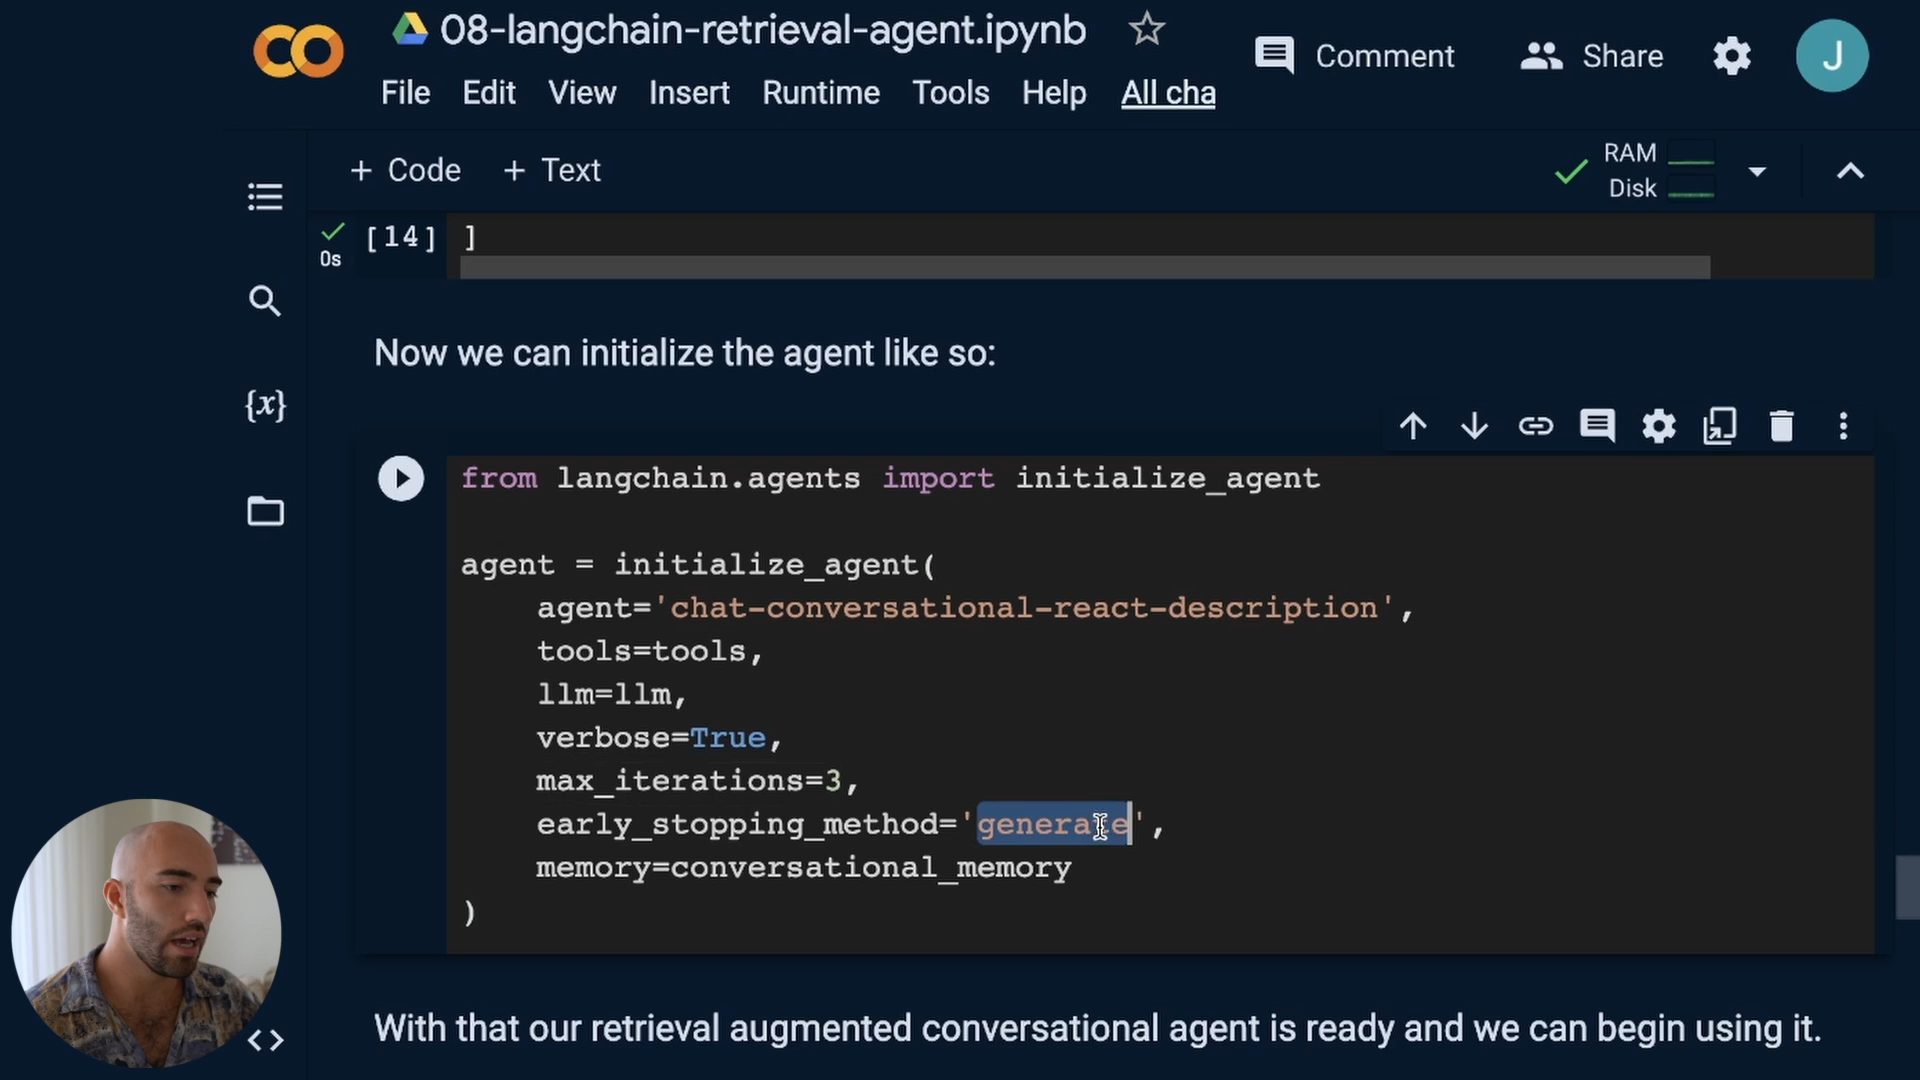 08-langchain-retrieval-agent.ipynb
Comment
Share
J
File Edit View Insert Runtime Tools Help All cha
+ Code + Text
RAM
Disk
[14] ]
0s
Now we can initialize the agent like so:
{x}
from langchain.agents import initialize_agent
agent = initialize_agent(
agent='chat-conversational-react-description',
tools=tools,
llm=llm,
verbose=True,
max_iterations=3,
early_stopping_method='generate',
memory=conversational_memory
)
With that our retrieval augmented conversational agent is ready and we can begin using it.